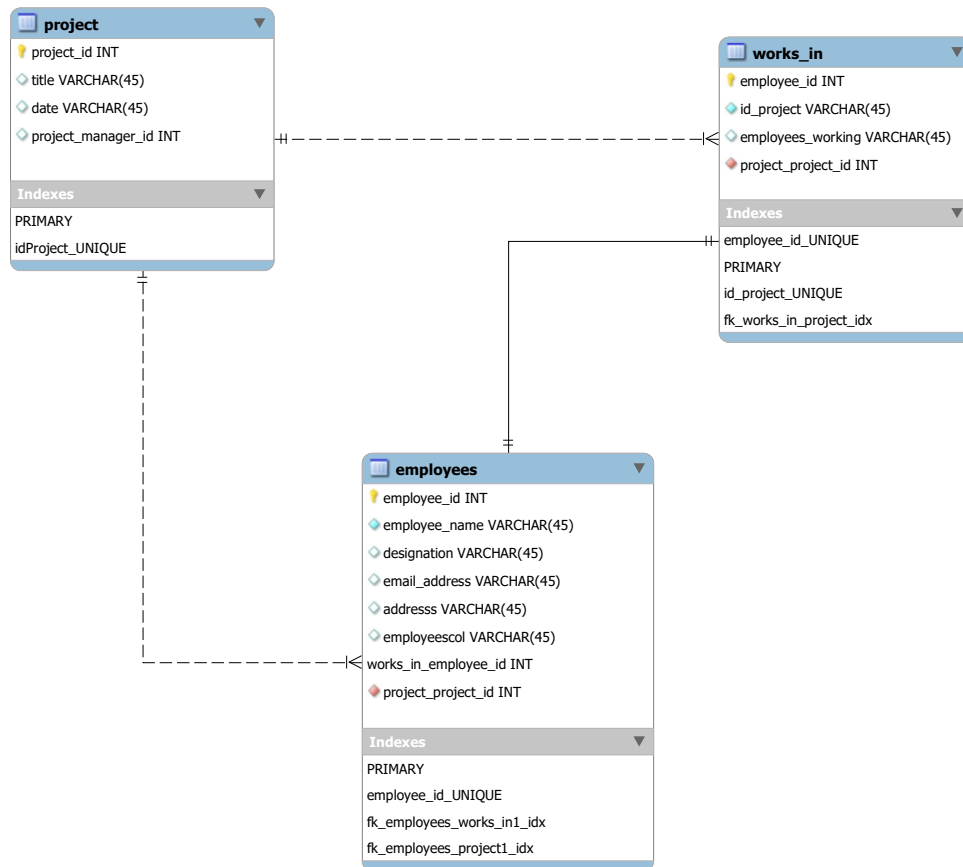 project
project_id INT
title VARCHAR(45)
date VARCHAR(45)
project_manager_id INT
Indexes
PRIMARY
idProject_UNIQUE
works_in
employee_id INT
id_project VARCHAR(45)
employees_working VARCHAR(45)
project_project_id INT
Indexes
employee_id_UNIQUE
PRIMARY
id_project_UNIQUE
fk_works_in_project_idx
employees
employee_id INT
employee_name VARCHAR(45)
designation VARCHAR(45)
email_address VARCHAR(45)
addresss VARCHAR(45)
employeescol VARCHAR(45)
works_in_employee_id INT
project_project_id INT
Indexes
PRIMARY
employee_id_UNIQUE
fk_employees_works_in1_idx
fk_employees_project1_idx